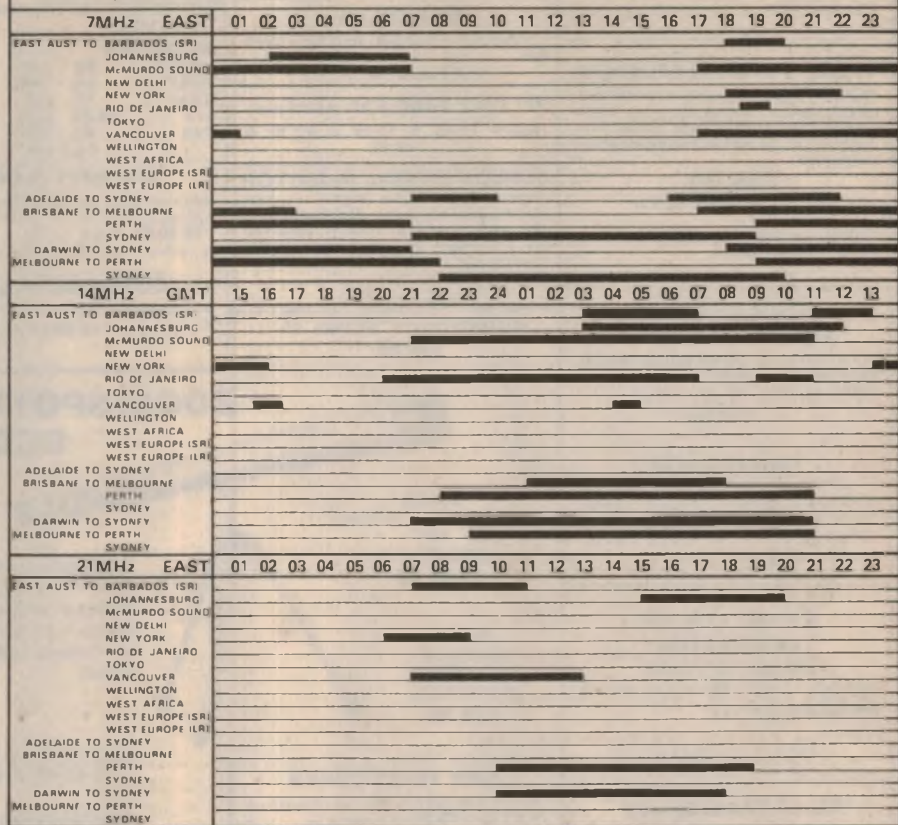 7MHz EAST 01 02 03 04 05 06 07 08 09 10 11 12 13 14 15 16 17 18 19 20 21 22 23
EAST AUST TO BARBADOS (SR)
JOHANNESBURG
McMURDO SOUND
NEW DELHI
NEW YORK
RIO DE JANEIRO
TOKYO
VANCOUVER
WELLINGTON
WEST AFRICA
WEST EUROPE (SR)
WEST EUROPE (LR)
ADELAIDE TO SYDNEY
BRISBANE TO MELBOURNE
PERTH
SYDNEY
DARWIN TO SYDNEY
MELBOURNE TO PERTH
SYDNEY
14MHz GMT 15 16 17 18 19 20 21 22 23 24 01 02 03 04 05 06 07 08 09 10 11 12 13
EAST AUST TO BARBADOS (SR)
JOHANNESBURG
McMURDO SOUND
NEW DELHI
NEW YORK
RIO DE JANEIRO
TOKYO
VANCOUVER
WELLINGTON
WEST AFRICA
WEST EUROPE (SR)
WEST EUROPE (LR)
ADELAIDE TO SYDNEY
BRISBANE TO MELBOURNE
PERTH
SYDNEY
DARWIN TO SYDNEY
MELBOURNE TO PERTH
SYDNEY
21MHz EAST 01 02 03 04 05 06 07 08 09 10 11 12 13 14 15 16 17 18 19 20 21 22 23
EAST AUST TO BARBADOS (SR)
JOHANNESBURG
McMURDO SOUND
NEW DELHI
NEW YORK
RIO DE JANEIRO
TOKYO
VANCOUVER
WELLINGTON
WEST AFRICA
WEST EUROPE (SR)
WEST EUROPE (LR)
ADELAIDE TO SYDNEY
BRISBANE TO MELBOURNE
PERTH
SYDNEY
DARWIN TO SYDNEY
MELBOURNE TO PERTH
SYDNEY